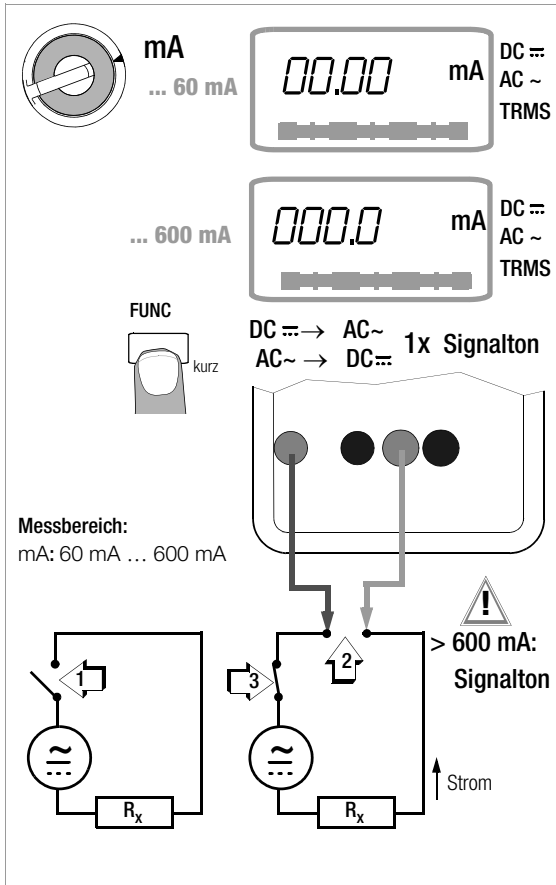 mA
... 60 mA
00.00 mA
DC ⎓
AC ~
TRMS
... 600 mA
000.0 mA
DC ⎓
AC ~
TRMS
FUNC
kurz
DC ⎓ → AC~
AC~ → DC⎓
1x Signalton
Messbereich:
mA: 60 mA … 600 mA
!
> 600 mA:
Signalton
1
3
2
Strom
Rx
Rx